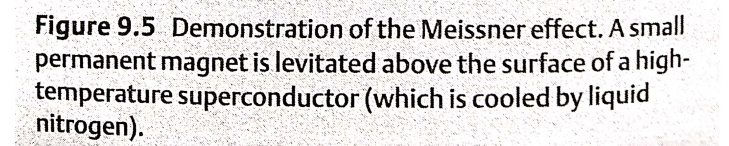 Figure 9.5 Demonstration of the Meissner effect. A small
permanent magnet is levitated above the surface of a high-
temperature superconductor (which is cooled by liquid
nitrogen).